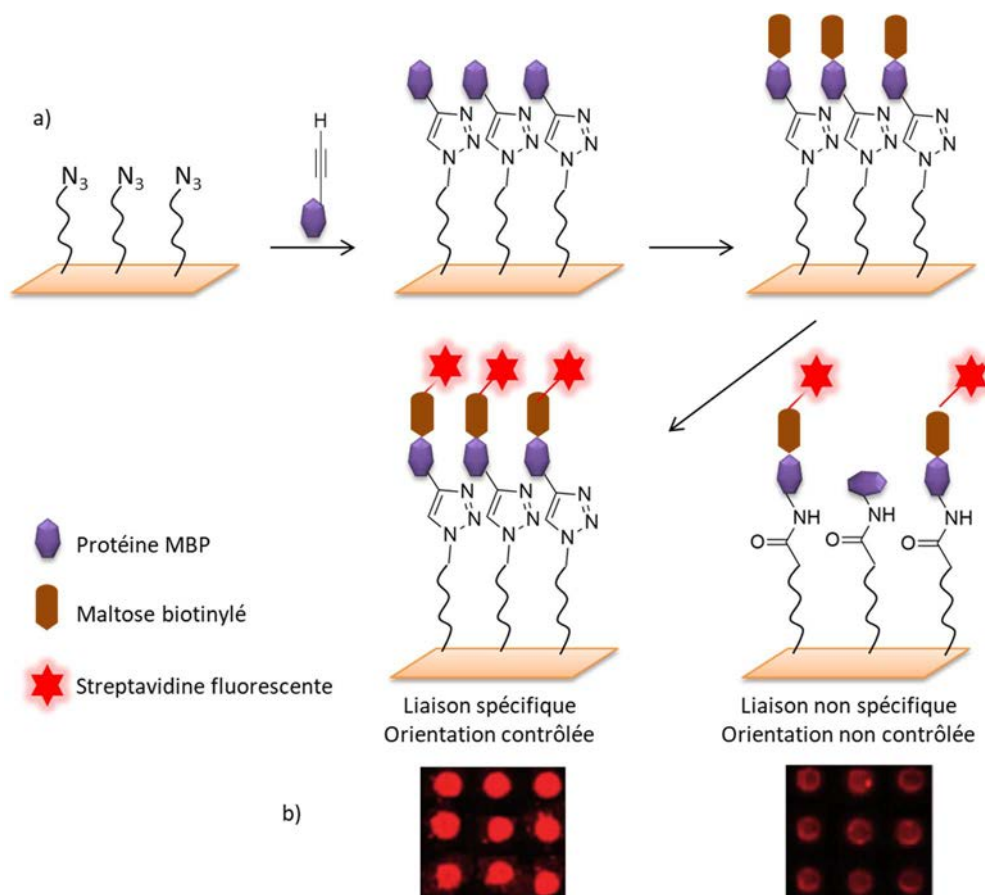 a)
N3 N3 N3
H
N N N N N N N N N
N N N N N N N N N
N N N N N N N N N
NH NH NH
O O O
Protéine MBP
Maltose biotinylé
Streptavidine fluorescente
Liaison spécifique
Orientation contrôlée
Liaison non spécifique
Orientation non contrôlée
b)